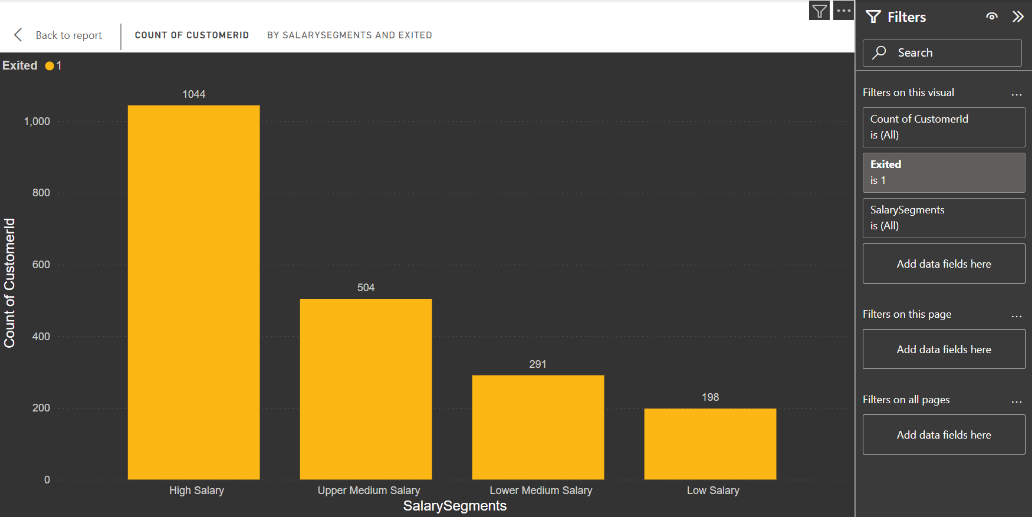 Back to report
COUNT OF CUSTOMERID
BY SALARYSEGMENTS AND EXITED
Exited 1
1044
504
291
198
1,000
800
600
400
200
0
Count of CustomerId
High Salary
Upper Medium Salary
Lower Medium Salary
Low Salary
SalarySegments
Filters
Search
Filters on this visual
...
Count of CustomerId
is (All)
Exited
is 1
SalarySegments
is (All)
Add data fields here
Filters on this page
...
Add data fields here
Filters on all pages
...
Add data fields here